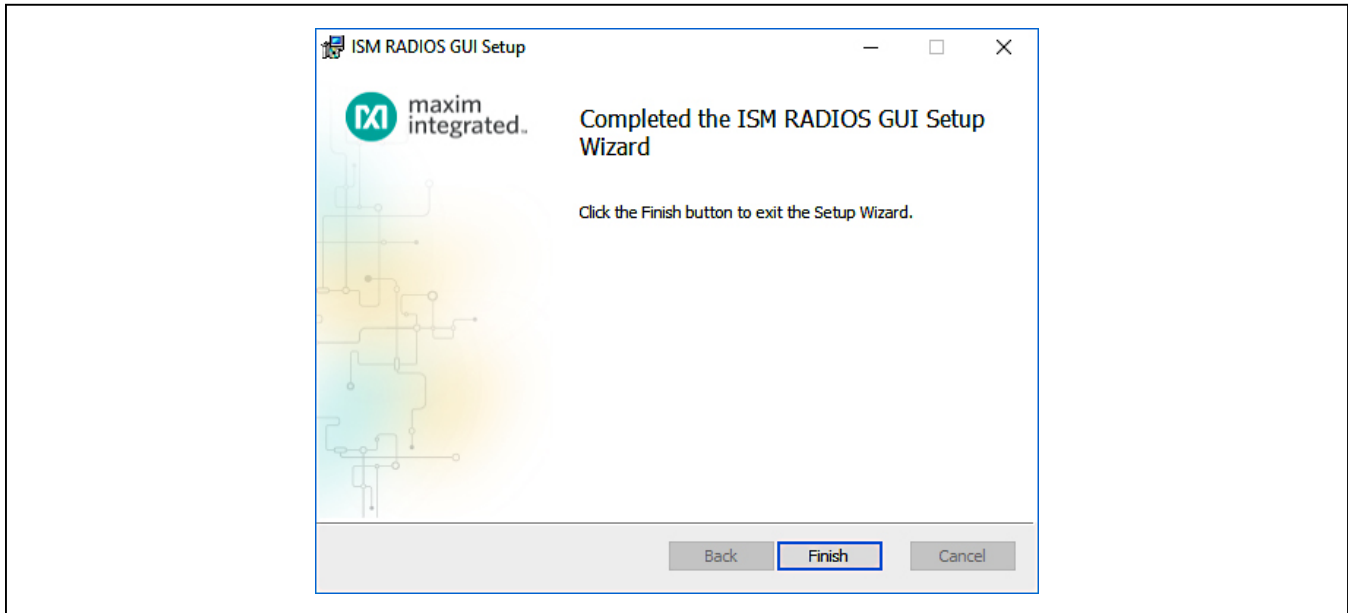 ISM RADIOS GUI Setup
maxim
integrated™
Completed the ISM RADIOS GUI Setup
Wizard
Click the Finish button to exit the Setup Wizard.
Back Finish Cancel